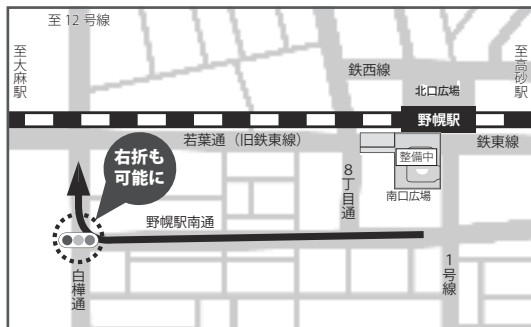 至12号線
至大麻駅
至高砂駅
鉄西線
北口広場
野幌駅
若葉通（旧鉄東線）
鉄東線
右折も
可能に
整備中
8丁目通
南口広場
野幌駅南通
白樺通
1号線